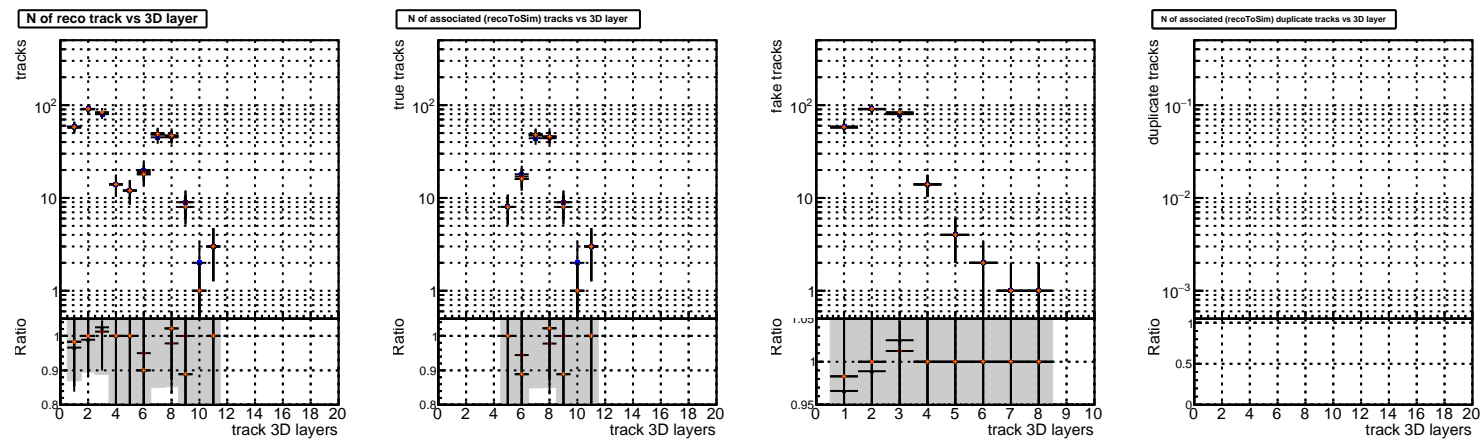 N of reco track vs 3D layer
tracks
10²
10
1
Ratio
1
0.9
0.8
0 2 4 6 8 10 12 14 16 18 20
track 3D layers
N of associated (recoToSim) tracks vs 3D layer
true tracks
10²
10
1
Ratio
1
0.9
0.8
0 2 4 6 8 10 12 14 16 18 20
track 3D layers
fake tracks
10²
10
1
Ratio
1.05
1
0.95
0 1 2 3 4 5 6 7 8 9 10
track 3D layers
N of associated (recoToSim) duplicate tracks vs 3D layer
duplicate tracks
10⁻¹
10⁻²
10⁻³
Ratio
1
0.5
0
0 2 4 6 8 10 12 14 16 18 20
track 3D layers